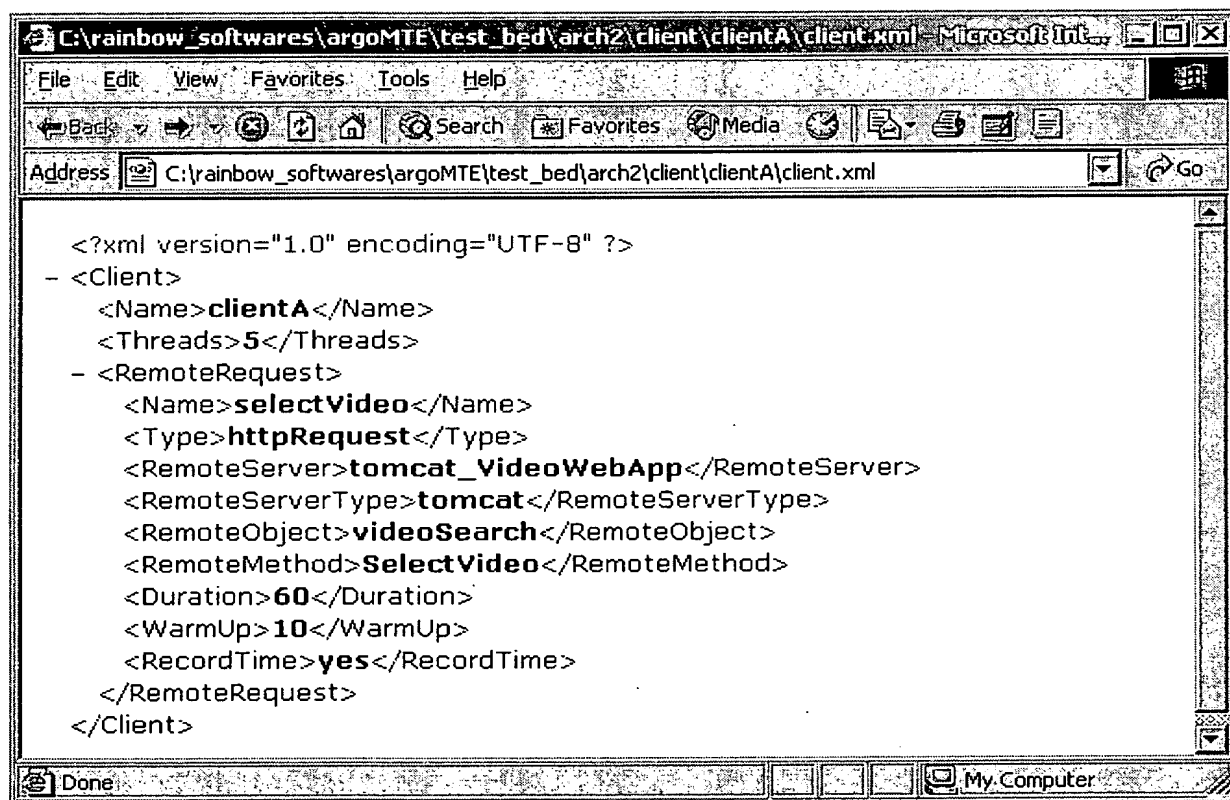 C:\rainbow_softwares\argoMTE\test_bed\arch2\client\clientA\client.xml - Microsoft Int...
File Edit View Favorites Tools Help
Back Search Favorites Media
Address C:\rainbow_softwares\argoMTE\test_bed\arch2\client\clientA\client.xml Go
<?xml version="1.0" encoding="UTF-8" ?>
– <Client>
<Name>clientA</Name>
<Threads>5</Threads>
– <RemoteRequest>
<Name>selectVideo</Name>
<Type>httpRequest</Type>
<RemoteServer>tomcat_VideoWebApp</RemoteServer>
<RemoteServerType>tomcat</RemoteServerType>
<RemoteObject>videoSearch</RemoteObject>
<RemoteMethod>SelectVideo</RemoteMethod>
<Duration>60</Duration>
<WarmUp>10</WarmUp>
<RecordTime>yes</RecordTime>
</RemoteRequest>
</Client>
Done My Computer